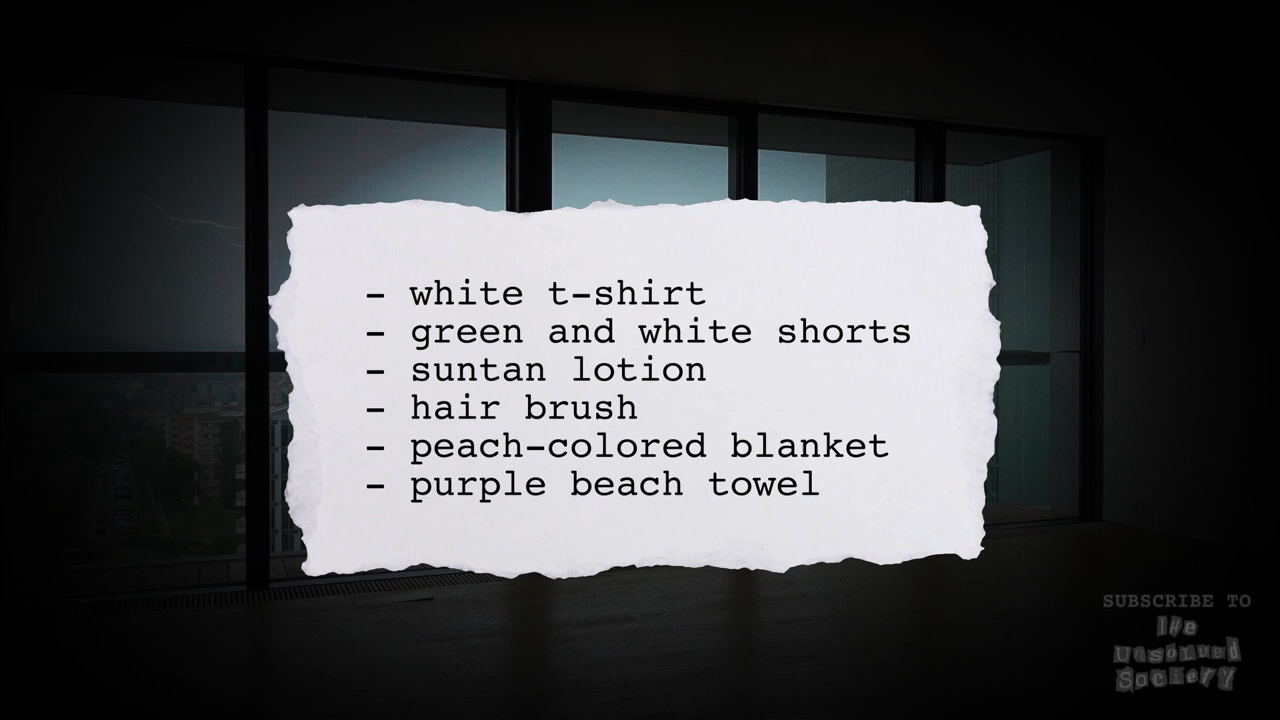 - white t-shirt
- green and white shorts
- suntan lotion
- hair brush
- peach-colored blanket
- purple beach towel
SUBSCRIBE TO
The
Unsolved
Society